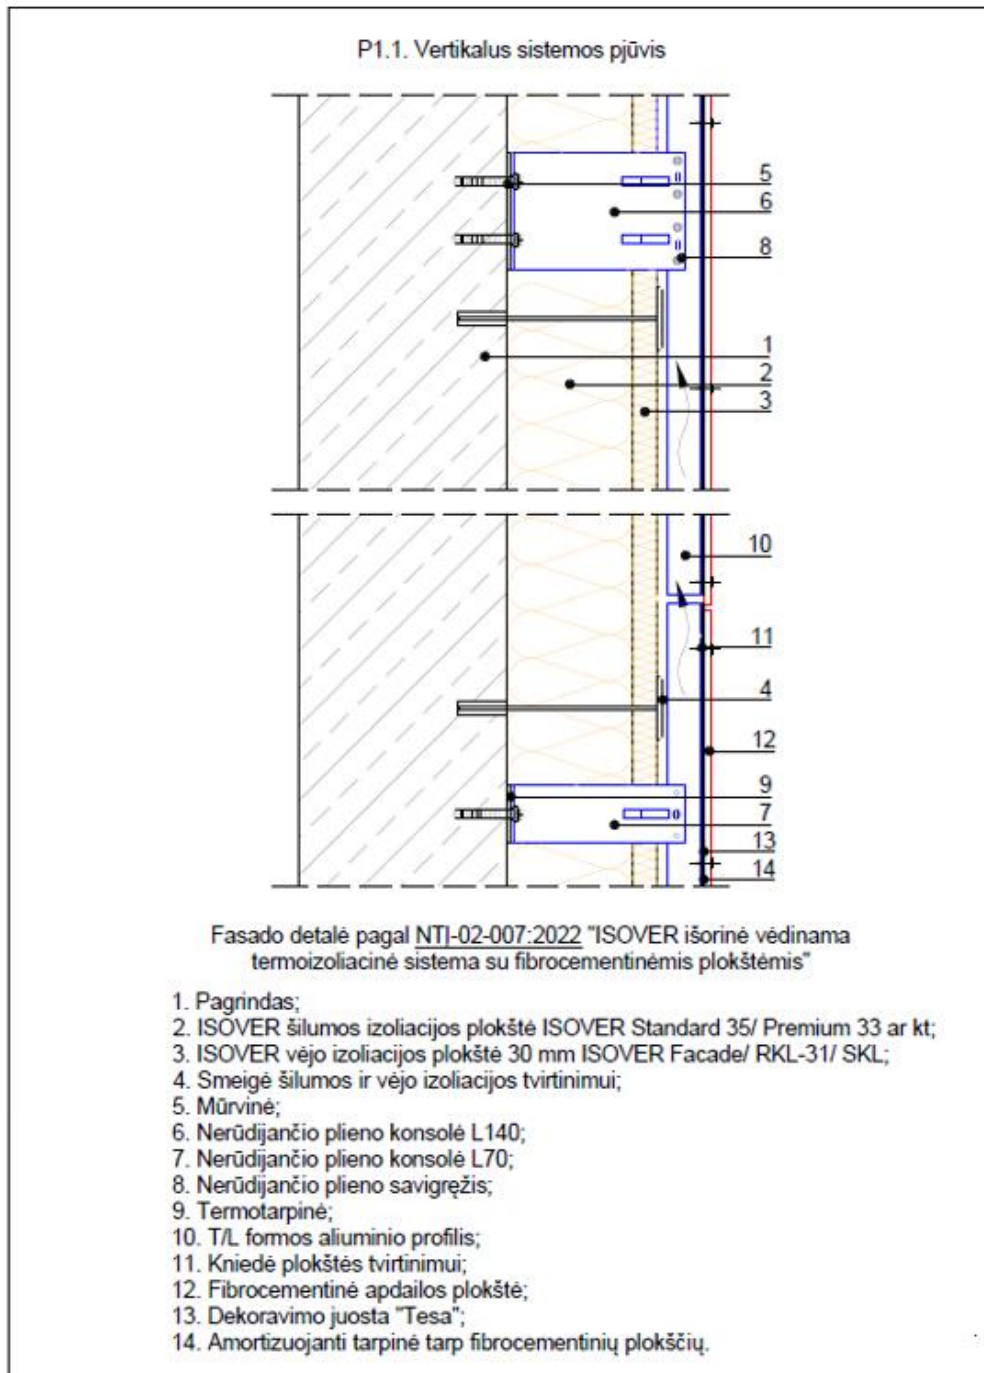 P1.1. Vertikalus sistemos pjūvis
5
6
8
1
2
3
10
11
4
12
9
7
13
14
Fasado detalė pagal NTĮ-02-007:2022 "ISOVER išorinė vėdinama
termoizoliacinė sistema su fibrocementinėmis plokštėmis"
1. Pagrindas;
2. ISOVER šilumos izoliacijos plokštė ISOVER Standard 35/ Premium 33 ar kt;
3. ISOVER vėjo izoliacijos plokštė 30 mm ISOVER Facade/ RKL-31/ SKL;
4. Smeigė šilumos ir vėjo izoliacijos tvirtinimui;
5. Mūrvinė;
6. Nerūdijančio plieno konsolė L140;
7. Nerūdijančio plieno konsolė L70;
8. Nerūdijančio plieno savigręžis;
9. Termotarpinė;
10. T/L formos aliuminio profilis;
11. Kniedė plokštės tvirtinimui;
12. Fibrocementinė apdailos plokštė;
13. Dekoravimo juosta "Tesa";
14. Amortizuojanti tarpinė tarp fibrocementinių plokščių.